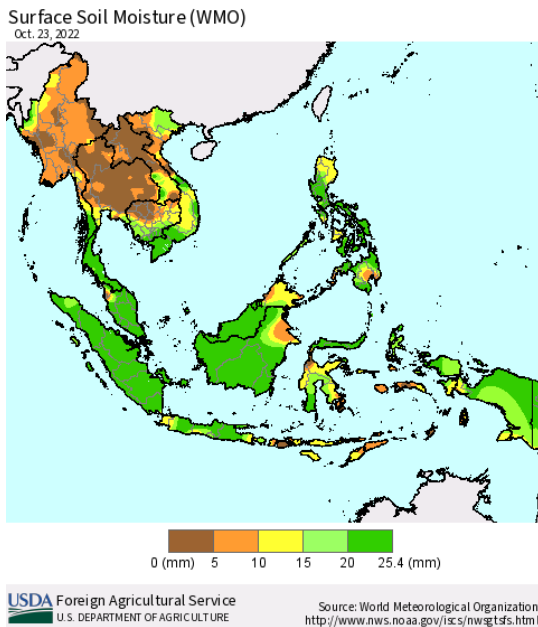 Surface Soil Moisture (WMO)
Oct. 23, 2022
0 (mm) 5 10 15 20 25.4 (mm)
USDA Foreign Agricultural Service
U.S. DEPARTMENT OF AGRICULTURE
Source: World Meteorological Organization
http://www.nws.noaa.gov/iscs/nwsgtsfs.html